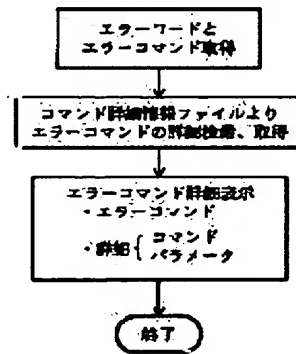 エラーワードと
エラーコマンド取得
コマンド詳細情報ファイルより
エラーコマンドの詳細検索、取得
エラーコマンド詳細表示
・エラーコマンド
・詳細{ コマンド
パラメータ
終了